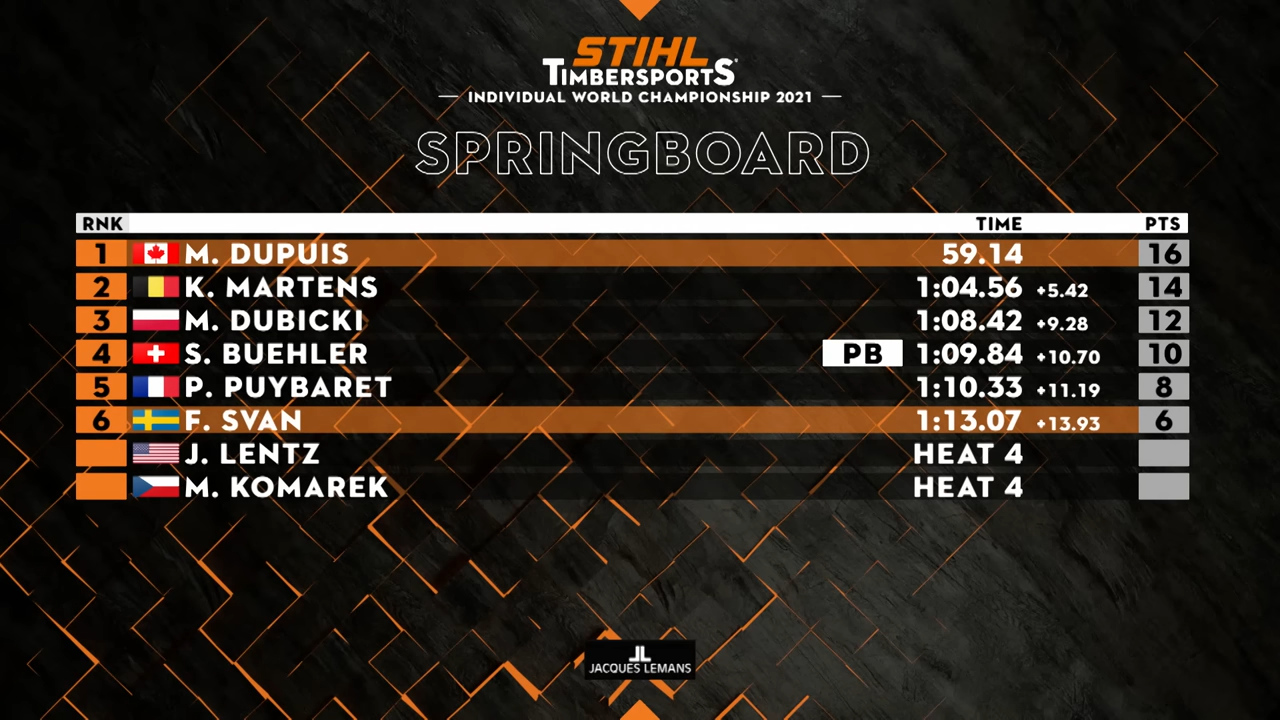 STIHL
TIMBERSPORTS
INDIVIDUAL WORLD CHAMPIONSHIP 2021
SPRINGBOARD
RNK TIME PTS
1 M. DUPUIS 59.14 16
2 K. MARTENS 1:04.56 +5.42 14
3 M. DUBICKI 1:08.42 +9.28 12
4 S. BUEHLER PB 1:09.84 +10.70 10
5 P. PUYBARET 1:10.33 +11.19 8
6 F. SVAN 1:13.07 +13.93 6
J. LENTZ HEAT 4
M. KOMAREK HEAT 4
JL
JACQUES LEMANS